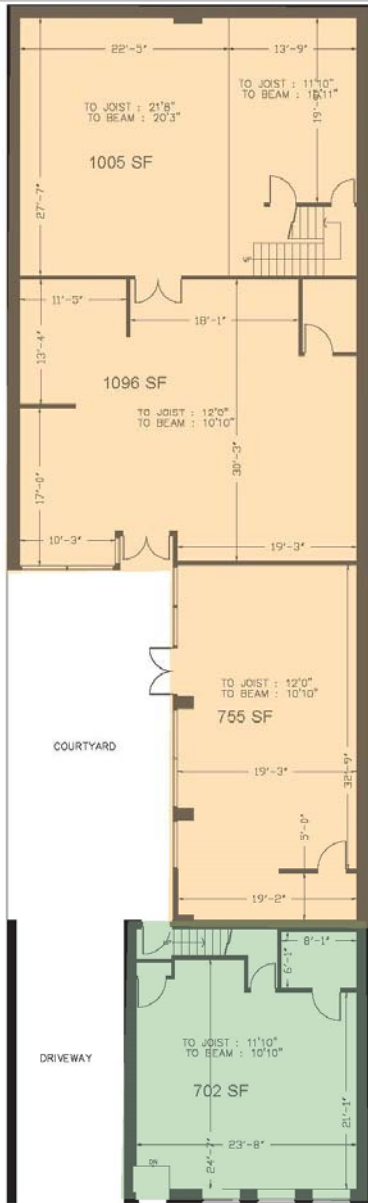 22'-5"
13'-9"
TO JOIST : 21'8"
TO BEAM : 20'3"
TO JOIST : 11'10"
TO BEAM :
1005 SF
27'-7"
UP
11'-5"
18'-1"
13'-4"
1096 SF
TO JOIST : 12'0"
TO BEAM : 10'10"
30'-3"
17'-0"
10'-3"
19'-3"
TO JOIST : 12'0"
TO BEAM : 10'10"
755 SF
COURTYARD
19'-3"
32'-9"
5'-0"
19'-2"
UP
8'-1"
6'-1"
TO JOIST : 11'10"
TO BEAM : 10'10"
DRIVEWAY
702 SF
21'-1"
23'-8"
24'-7"
DN